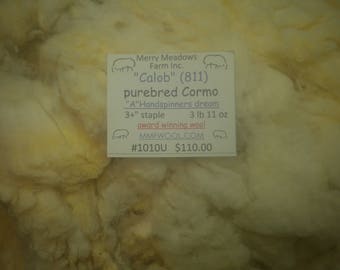 Merry Meadows
Farm Inc.
"Calob" (811)
purebred Cormo
"A"Handspinners dream
3+" staple 3 lb 11 oz
award winning wool
MMFWOOL.COM
#1010U $110.00